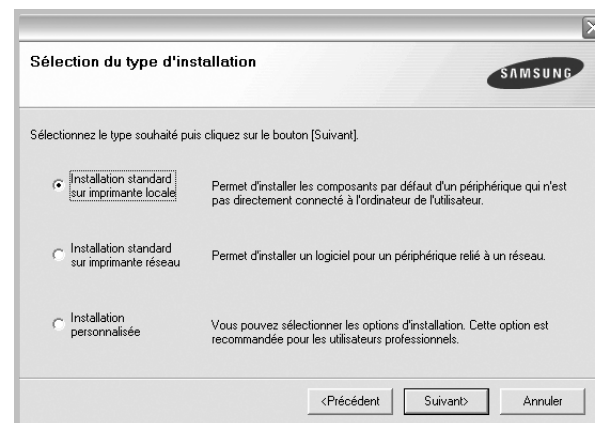 Sélection du type d'installation
SAMSUNG
Sélectionnez le type souhaité puis cliquez sur le bouton [Suivant].
Installation standard
sur imprimante locale
Permet d'installer les composants par défaut d'un périphérique qui n'est
pas directement connecté à l'ordinateur de l'utilisateur.
Installation standard
sur imprimante réseau
Permet d'installer un logiciel pour un périphérique relié à un réseau.
Installation
personnalisée
Vous pouvez sélectionner les options d'installation. Cette option est
recommandée pour les utilisateurs professionnels.
<Précédent
Suivant>
Annuler